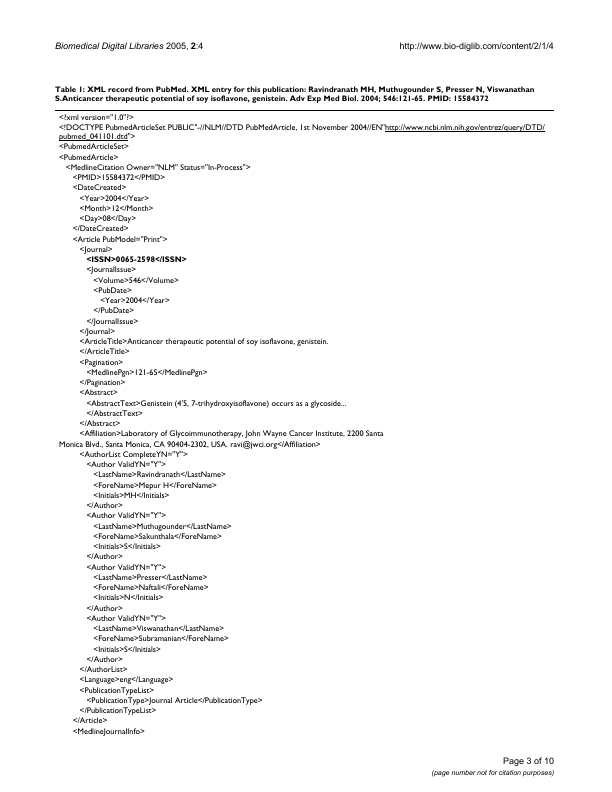 Biomedical Digital Libraries 2005, 2:4
http://www.bio-diglib.com/content/2/1/4
Table 1: XML record from PubMed. XML entry for this publication: Ravindranath MH, Muthugounder S, Presser N, Viswanathan
S.Anticancer therapeutic potential of soy isoflavone, genistein. Adv Exp Med Biol. 2004; 546:121-65. PMID: 15584372
<?xml version="1.0"?>
<!DOCTYPE PubmedArticleSet PUBLIC"-//NLM//DTD PubMedArticle, 1st November 2004//EN"http://www.ncbi.nlm.nih.gov/entrez/query/DTD/
pubmed_041101.dtd">
<PubmedArticleSet>
<PubmedArticle>
<MedlineCitation Owner="NLM" Status="In-Process">
<PMID>15584372</PMID>
<DateCreated>
<Year>2004</Year>
<Month>12</Month>
<Day>08</Day>
</DateCreated>
<Article PubModel="Print">
<Journal>
<ISSN>0065-2598</ISSN>
<JournalIssue>
<Volume>546</Volume>
<PubDate>
<Year>2004</Year>
</PubDate>
</JournalIssue>
</Journal>
<ArticleTitle>Anticancer therapeutic potential of soy isoflavone, genistein.
</ArticleTitle>
<Pagination>
<MedlinePgn>121-65</MedlinePgn>
</Pagination>
<Abstract>
<AbstractText>Genistein (4'5, 7-trihydroxyisoflavone) occurs as a glycoside...
</AbstractText>
</Abstract>
<Affiliation>Laboratory of Glycoimmunotherapy, John Wayne Cancer Institute, 2200 Santa
Monica Blvd., Santa Monica, CA 90404-2302, USA. ravi@jwci.org</Affiliation>
<AuthorList CompleteYN="Y">
<Author ValidYN="Y">
<LastName>Ravindranath</LastName>
<ForeName>Mepur H</ForeName>
<Initials>MH</Initials>
</Author>
<Author ValidYN="Y">
<LastName>Muthugounder</LastName>
<ForeName>Sakunthala</ForeName>
<Initials>S</Initials>
</Author>
<Author ValidYN="Y">
<LastName>Presser</LastName>
<ForeName>Naftali</ForeName>
<Initials>N</Initials>
</Author>
<Author ValidYN="Y">
<LastName>Viswanathan</LastName>
<ForeName>Subramanian</ForeName>
<Initials>S</Initials>
</Author>
</AuthorList>
<Language>eng</Language>
<PublicationTypeList>
<PublicationType>Journal Article</PublicationType>
</PublicationTypeList>
</Article>
<MedlineJournalInfo>
Page 3 of 10
(page number not for citation purposes)